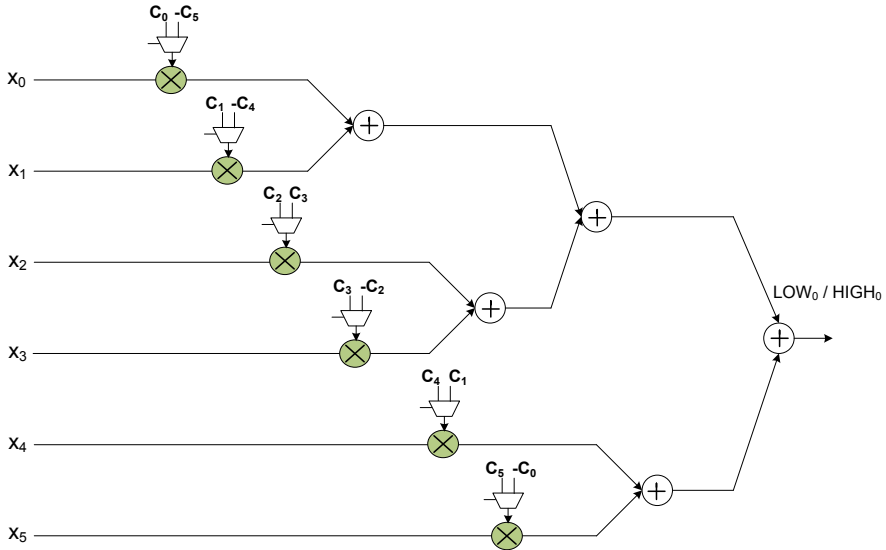 C₀ -C₅
X₀
C₁ -C₄
X₁
C₂ C₃
X₂
C₃ -C₂
LOW₀ / HIGH₀
X₃
C₄ C₁
X₄
C₅ -C₀
X₅